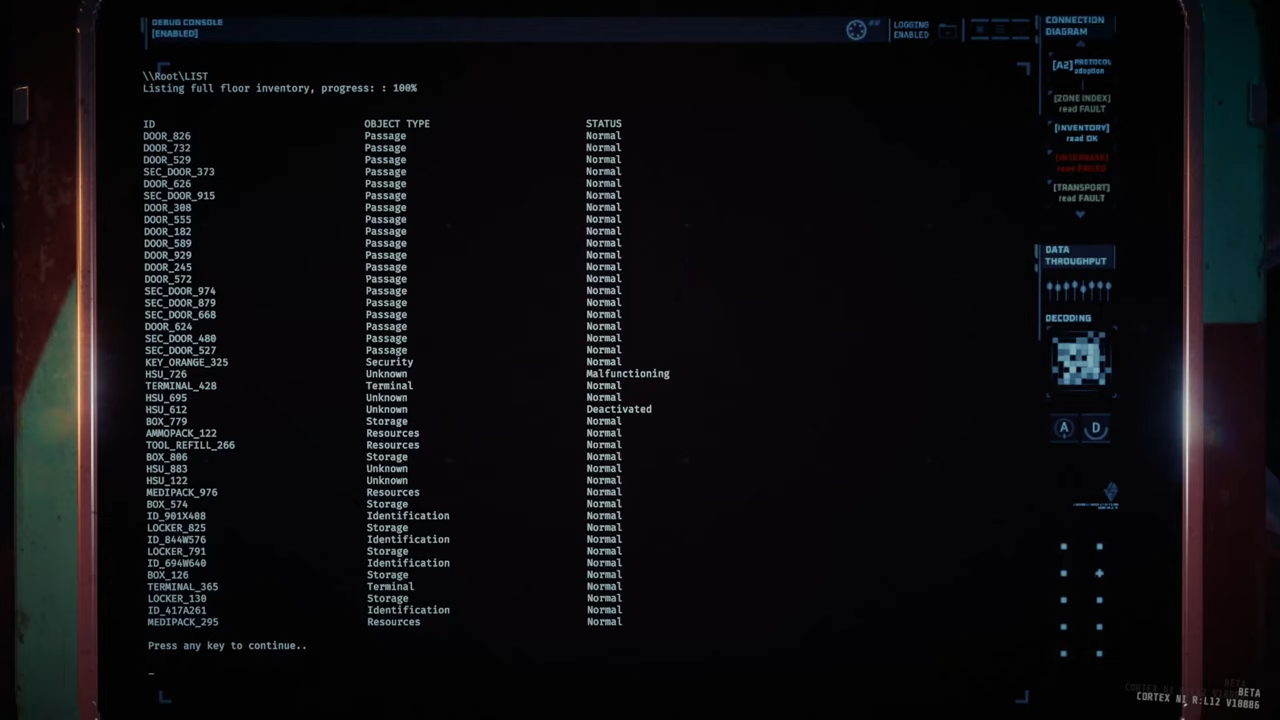 DEBUG CONSOLE
[ENABLED]
LOGGING
ENABLED
\\Root\LIST
Listing full floor inventory, progress: : 100%
ID OBJECT TYPE STATUS
DOOR_826 Passage Normal
DOOR_732 Passage Normal
DOOR_529 Passage Normal
SEC_DOOR_373 Passage Normal
DOOR_626 Passage Normal
SEC_DOOR_915 Passage Normal
DOOR_308 Passage Normal
DOOR_555 Passage Normal
DOOR_182 Passage Normal
DOOR_589 Passage Normal
DOOR_929 Passage Normal
DOOR_245 Passage Normal
DOOR_572 Passage Normal
SEC_DOOR_974 Passage Normal
SEC_DOOR_879 Passage Normal
SEC_DOOR_668 Passage Normal
DOOR_624 Passage Normal
SEC_DOOR_480 Passage Normal
SEC_DOOR_527 Passage Normal
KEY_ORANGE_325 Security Normal
HSU_726 Unknown Malfunctioning
TERMINAL_428 Terminal Normal
HSU_695 Unknown Normal
HSU_612 Unknown Deactivated
BOX_779 Storage Normal
AMMOPACK_122 Resources Normal
TOOL_REFILL_266 Resources Normal
BOX_806 Storage Normal
HSU_883 Unknown Normal
HSU_122 Unknown Normal
MEDIPACK_976 Resources Normal
BOX_574 Storage Normal
ID_901X408 Identification Normal
LOCKER_825 Storage Normal
ID_844W576 Identification Normal
LOCKER_791 Storage Normal
ID_694W640 Identification Normal
BOX_126 Storage Normal
TERMINAL_365 Terminal Normal
LOCKER_130 Storage Normal
ID_417A261 Identification Normal
MEDIPACK_295 Resources Normal
Press any key to continue..
_
CONNECTION
DIAGRAM
[A2] PROTOCOL
adoption
[ZONE INDEX]
read FAULT
[INVENTORY]
read OK
read FAILED
[TRANSPORT]
read FAULT
DATA
THROUGHPUT
DECODING
A D
BETA
CORTEX N1 R:L12 V18886